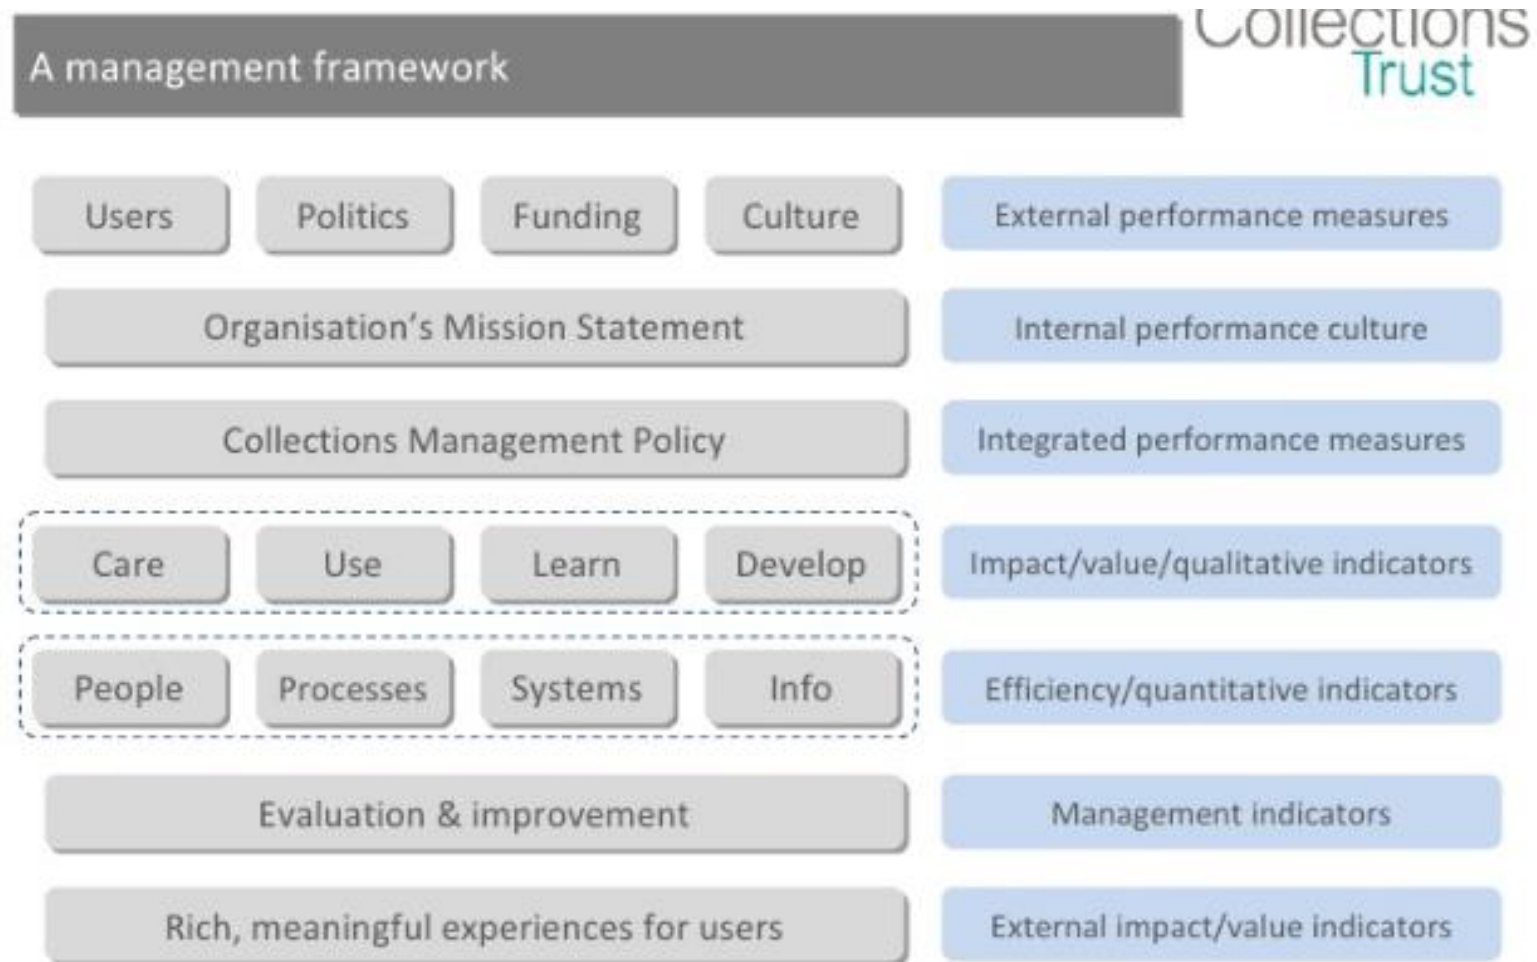 A management framework
Collections
Trust
Users Politics Funding Culture External performance measures
Organisation's Mission Statement Internal performance culture
Collections Management Policy Integrated performance measures
Care Use Learn Develop Impact/value/qualitative indicators
People Processes Systems Info Efficiency/quantitative indicators
Evaluation & improvement Management indicators
Rich, meaningful experiences for users External impact/value indicators